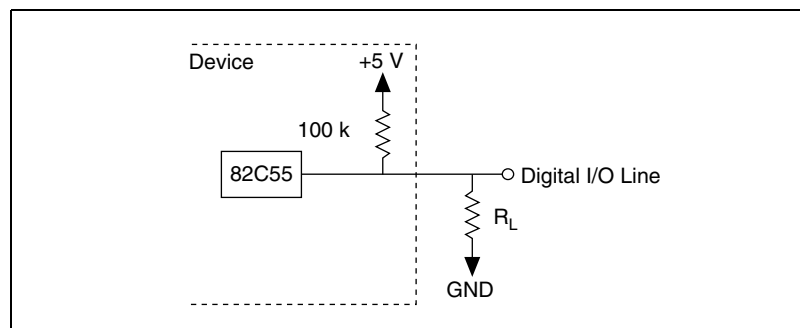 Device
+5 V
100 k
82C55
Digital I/O Line
RL
GND